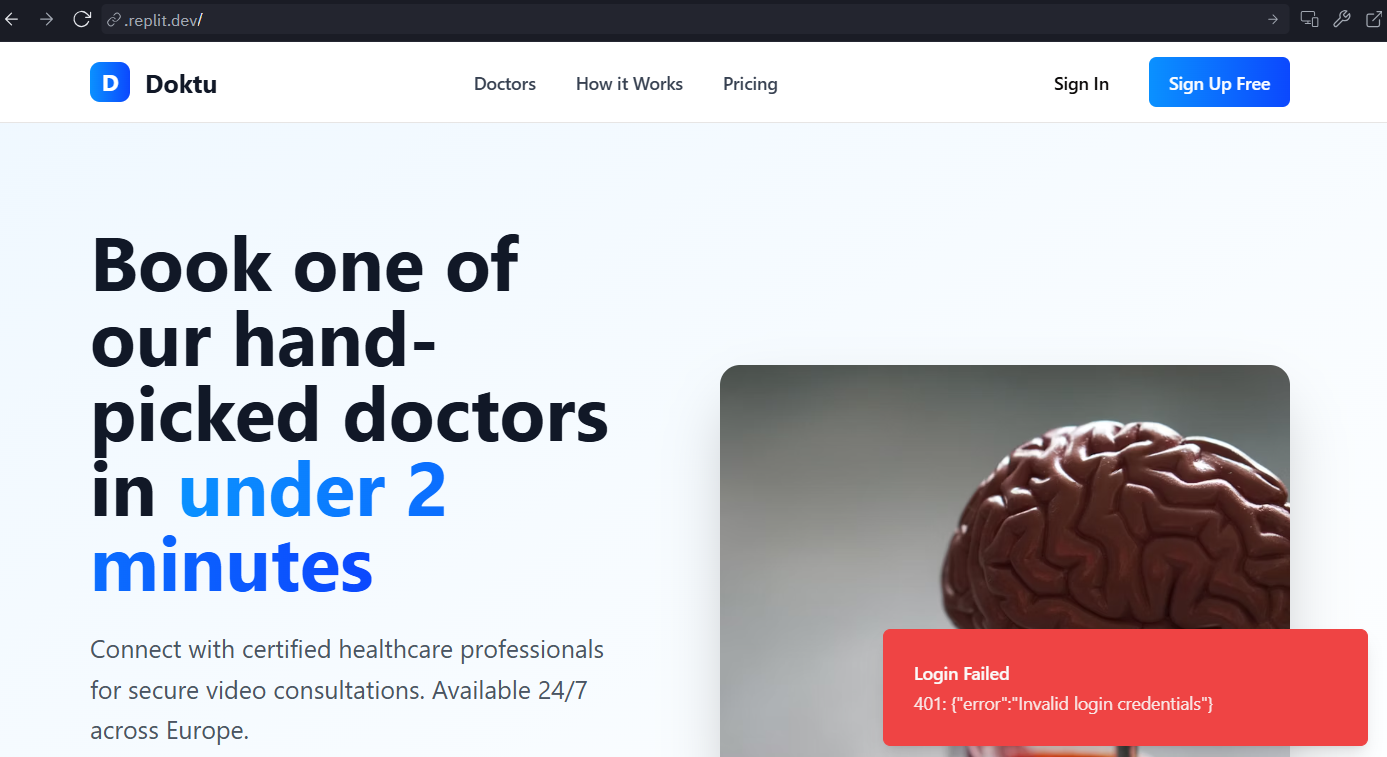 .replit.dev/
D Doktu
Doctors How it Works Pricing
Sign In Sign Up Free
Book one of
our hand-
picked doctors
in under 2
minutes
Connect with certified healthcare professionals
for secure video consultations. Available 24/7
across Europe.
Login Failed
401: {"error":"Invalid login credentials"}